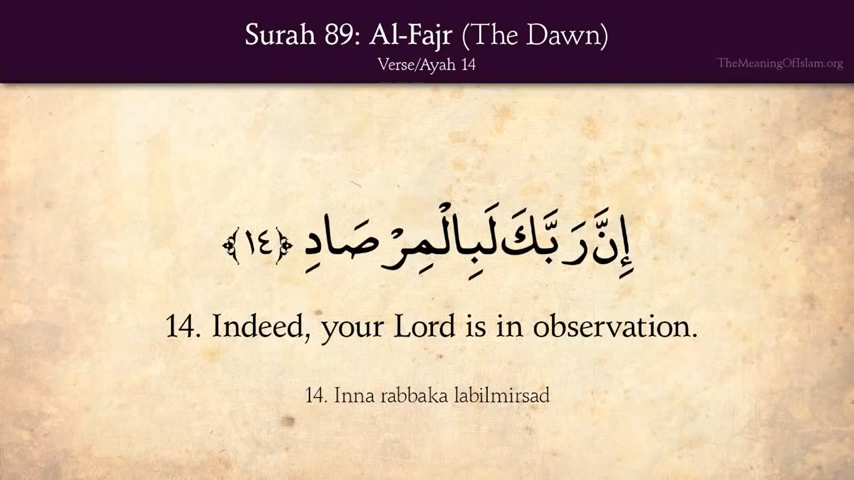 Surah 89: Al-Fajr (The Dawn)
Verse/Ayah 14
TheMeaningOfIslam.org
إِنَّ رَبَّكَ لَبِالْمِرْصَادِ ﴿١٤﴾
14. Indeed, your Lord is in observation.
14. Inna rabbaka labilmirsad